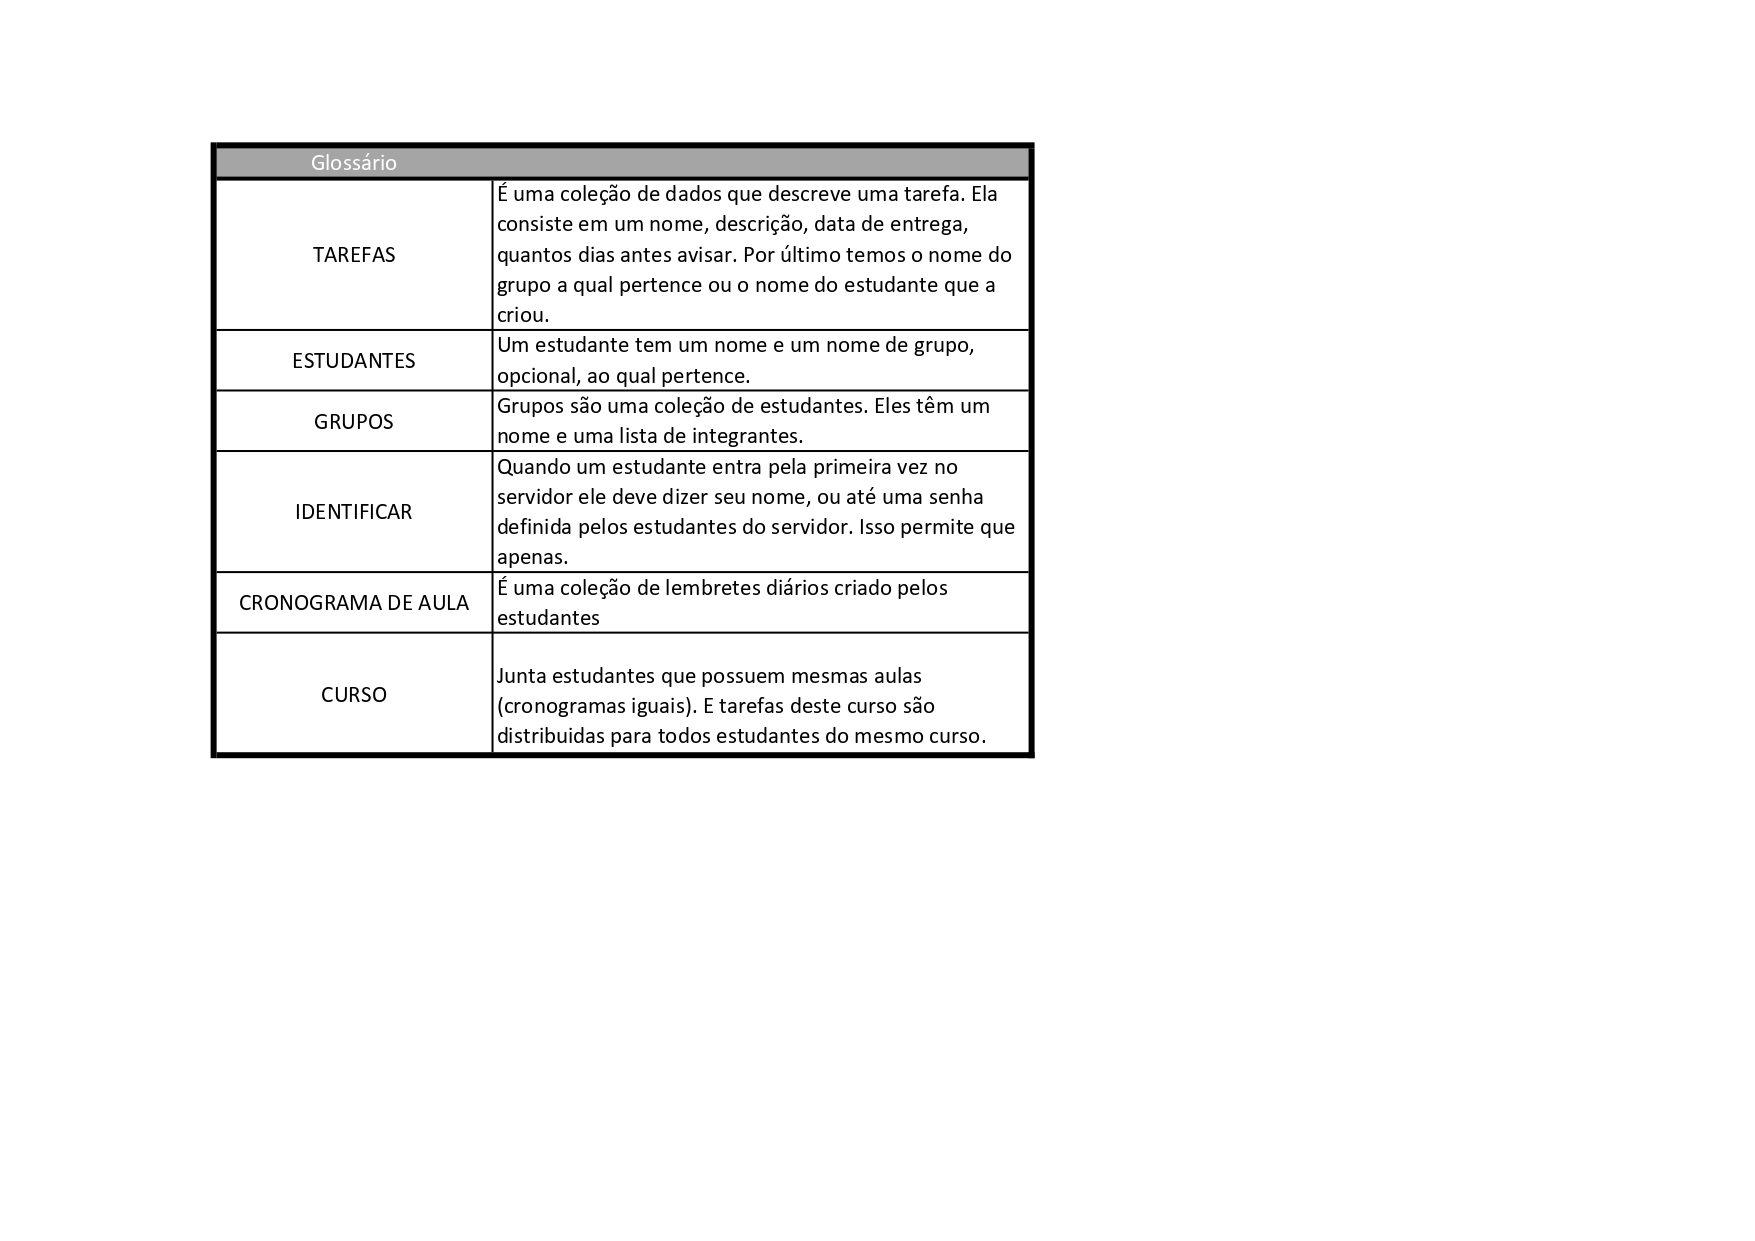 Glossário
TAREFAS
É uma coleção de dados que descreve uma tarefa. Ela
consiste em um nome, descrição, data de entrega,
quantos dias antes avisar. Por último temos o nome do
grupo a qual pertence ou o nome do estudante que a
criou.
ESTUDANTES
Um estudante tem um nome e um nome de grupo,
opcional, ao qual pertence.
GRUPOS
Grupos são uma coleção de estudantes. Eles têm um
nome e uma lista de integrantes.
IDENTIFICAR
Quando um estudante entra pela primeira vez no
servidor ele deve dizer seu nome, ou até uma senha
definida pelos estudantes do servidor. Isso permite que
apenas.
CRONOGRAMA DE AULA
É uma coleção de lembretes diários criado pelos
estudantes
CURSO
Junta estudantes que possuem mesmas aulas
(cronogramas iguais). E tarefas deste curso são
distribuidas para todos estudantes do mesmo curso.